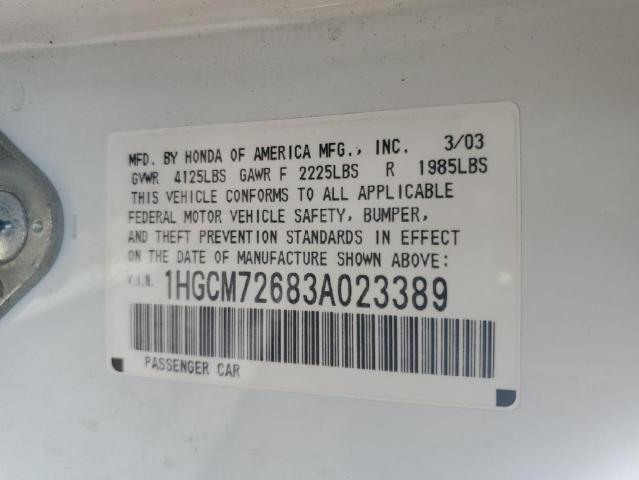 MFD. BY HONDA OF AMERICA MFG., INC. 3/03
GVWR 4125LBS GAWR F 2225LBS R 1985LBS
THIS VEHICLE CONFORMS TO ALL APPLICABLE
FEDERAL MOTOR VEHICLE SAFETY, BUMPER,
AND THEFT PREVENTION STANDARDS IN EFFECT
ON THE DATE OF MANUFACTURE SHOWN ABOVE:
V.I.N. 1HGCM72683A023389
PASSENGER CAR